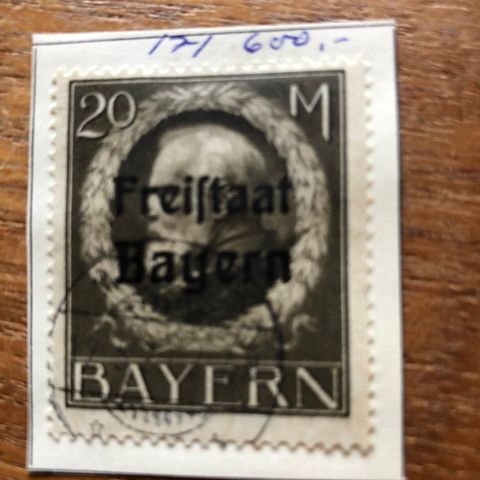 171 600,-
20 M
Freiſtaat
Bayern
BAYERN